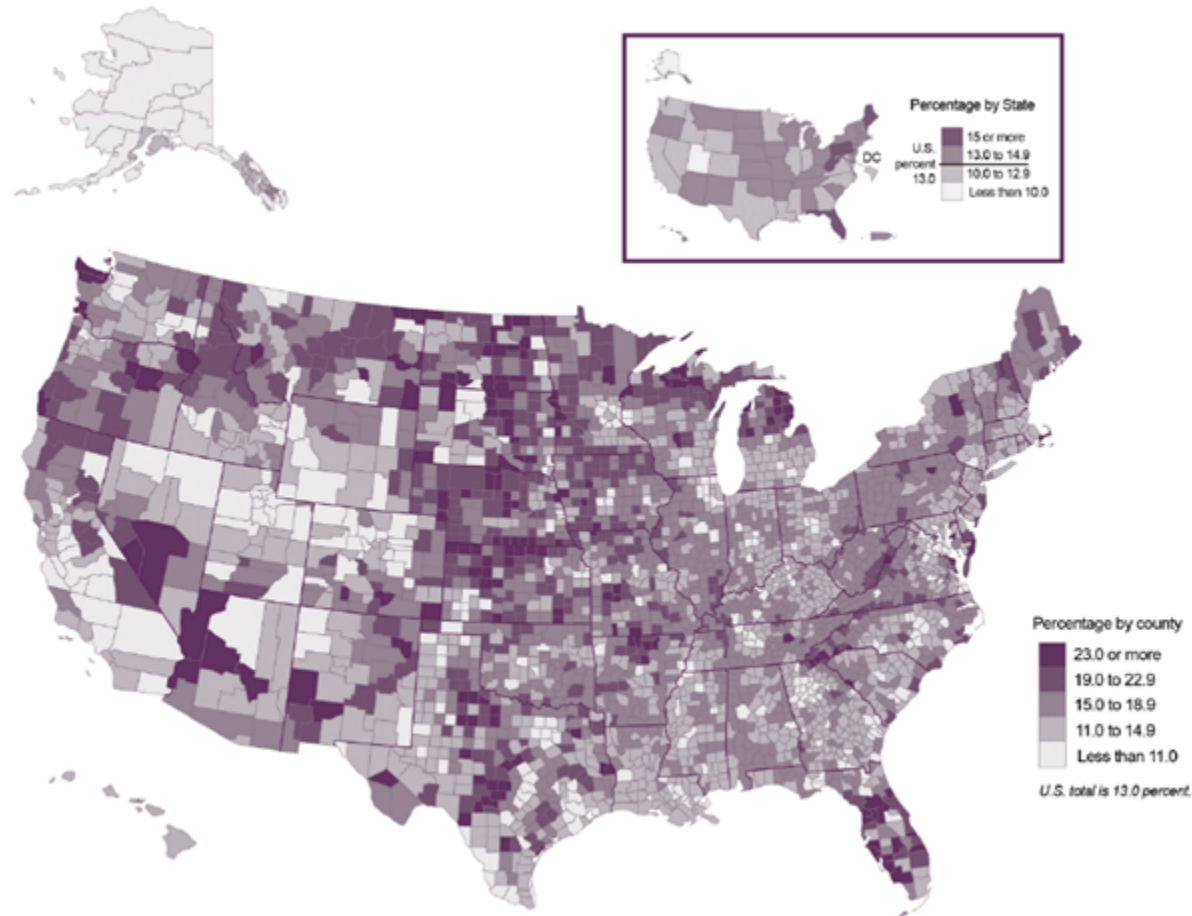 Percentage by State
15 or more
13.0 to 14.9
10.0 to 12.9
Less than 10.0
U.S.
percent
13.0
DC
Percentage by county
23.0 or more
19.0 to 22.9
15.0 to 18.9
11.0 to 14.9
Less than 11.0
U.S. total is 13.0 percent.